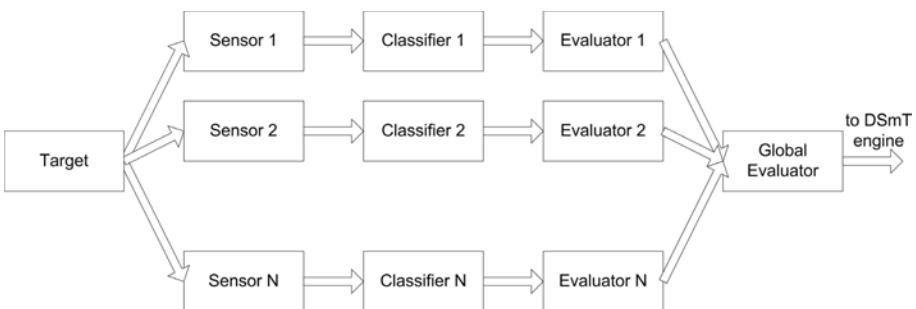 Sensor 1
Classifier 1
Evaluator 1
Sensor 2
Classifier 2
Evaluator 2
Target
Global
Evaluator
to DSmT
engine
Sensor N
Classifier N
Evaluator N